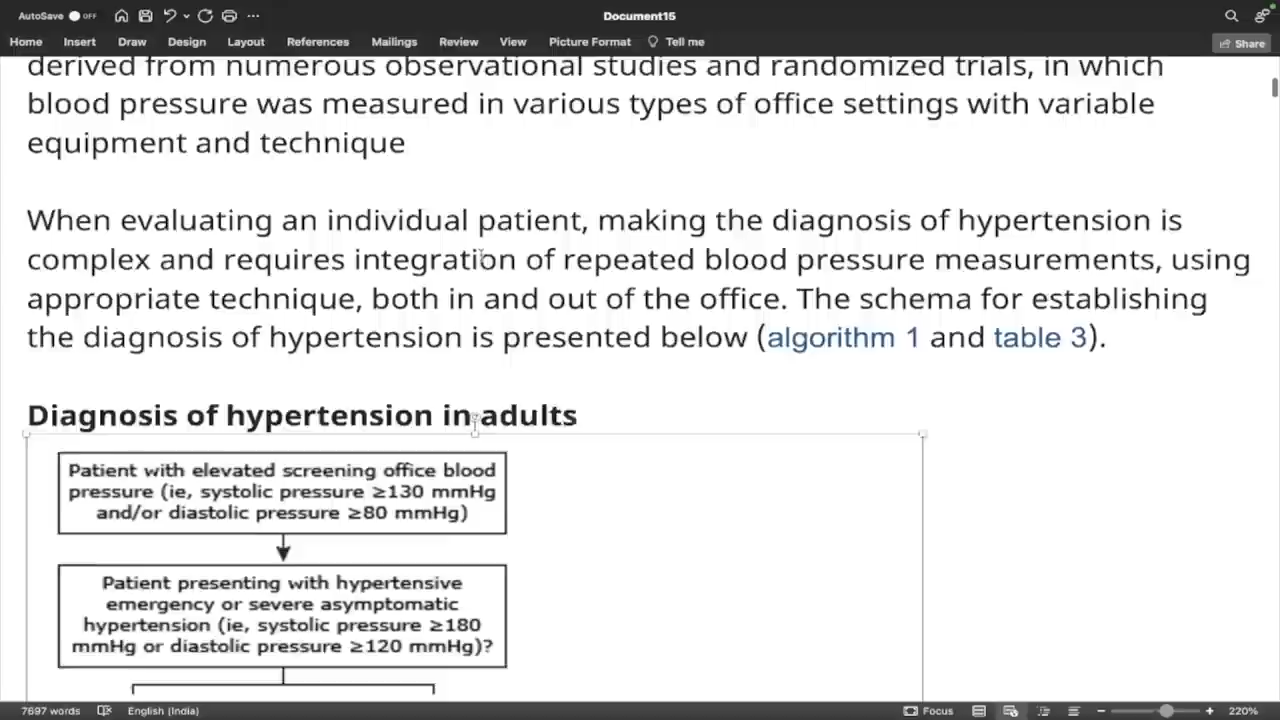 AutoSave OFF Document15
Home Insert Draw Design Layout References Mailings Review View Picture Format Tell me Share
derived from numerous observational studies and randomized trials, in which
blood pressure was measured in various types of office settings with variable
equipment and technique
When evaluating an individual patient, making the diagnosis of hypertension is
complex and requires integration of repeated blood pressure measurements, using
appropriate technique, both in and out of the office. The schema for establishing
the diagnosis of hypertension is presented below (algorithm 1 and table 3).
Diagnosis of hypertension in adults
Patient with elevated screening office blood
pressure (ie, systolic pressure ≥130 mmHg
and/or diastolic pressure ≥80 mmHg)
Patient presenting with hypertensive
emergency or severe asymptomatic
hypertension (ie, systolic pressure ≥180
mmHg or diastolic pressure ≥120 mmHg)?
7697 words English (India) Focus 220%